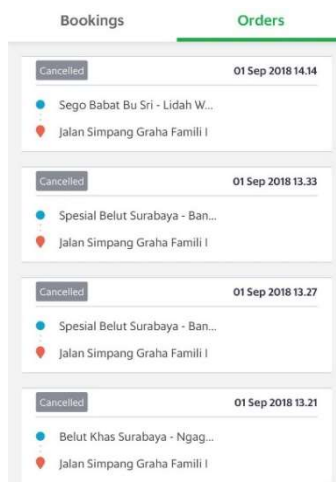 Bookings Orders
Cancelled 01 Sep 2018 14.14
Sego Babat Bu Sri - Lidah W...
Jalan Simpang Graha Famili I
Cancelled 01 Sep 2018 13.33
Spesial Belut Surabaya - Ban...
Jalan Simpang Graha Famili I
Cancelled 01 Sep 2018 13.27
Spesial Belut Surabaya - Ban...
Jalan Simpang Graha Famili I
Cancelled 01 Sep 2018 13.21
Belut Khas Surabaya - Ngag...
Jalan Simpang Graha Famili I